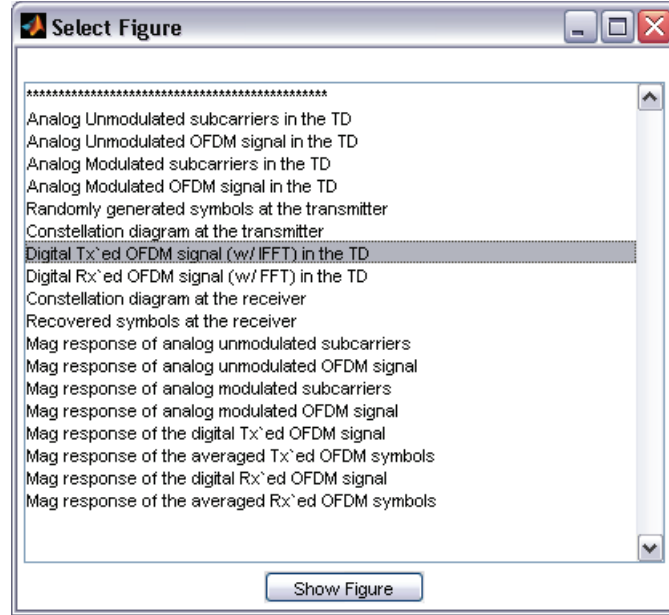 Select Figure
***********************************************
Analog Unmodulated subcarriers in the TD
Analog Unmodulated OFDM signal in the TD
Analog Modulated subcarriers in the TD
Analog Modulated OFDM signal in the TD
Randomly generated symbols at the transmitter
Constellation diagram at the transmitter
Digital Tx`ed OFDM signal (w/ IFFT) in the TD
Digital Rx`ed OFDM signal (w/ FFT) in the TD
Constellation diagram at the receiver
Recovered symbols at the receiver
Mag response of analog unmodulated subcarriers
Mag response of analog unmodulated OFDM signal
Mag response of analog modulated subcarriers
Mag response of analog modulated OFDM signal
Mag response of the digital Tx`ed OFDM signal
Mag response of the averaged Tx`ed OFDM symbols
Mag response of the digital Rx`ed OFDM signal
Mag response of the averaged Rx`ed OFDM symbols
Show Figure